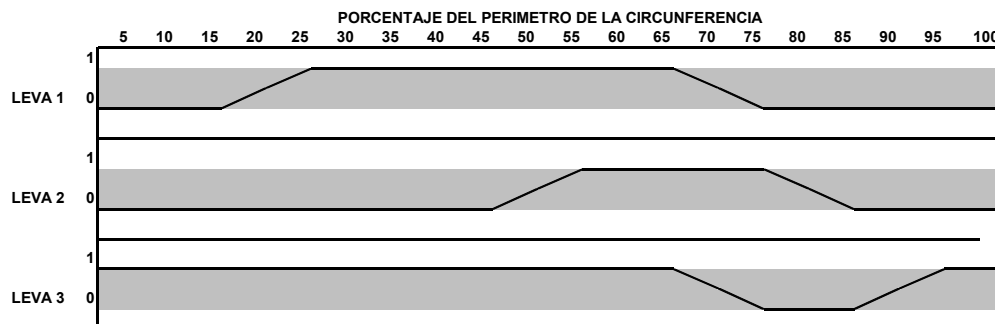 PORCENTAJE DEL PERIMETRO DE LA CIRCUNFERENCIA
5 10 15 20 25 30 35 40 45 50 55 60 65 70 75 80 85 90 95 100
1
LEVA 1 0
1
LEVA 2 0
1
LEVA 3 0